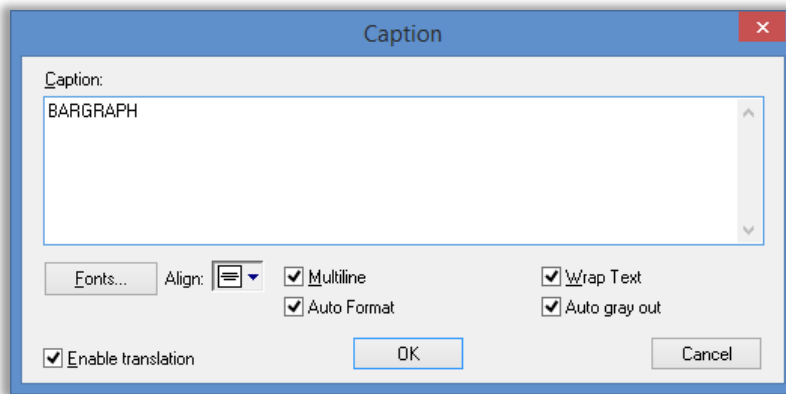 Caption
Caption:
BARGRAPH
Fonts... Align: Multiline Wrap Text
Auto Format Auto gray out
Enable translation OK Cancel